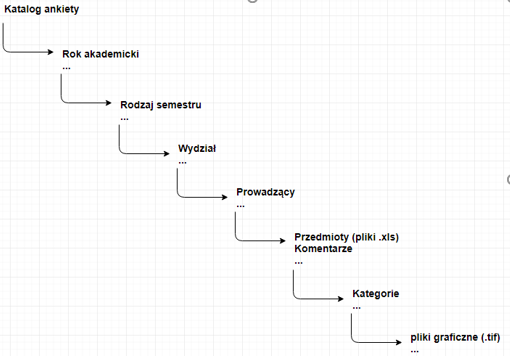 Katalog ankiety
Rok akademicki
...
Rodzaj semestru
...
Wydział
...
Prowadzący
...
Przedmioty (pliki .xls)
Komentarze
...
Kategorie
...
pliki graficzne (.tif)
...